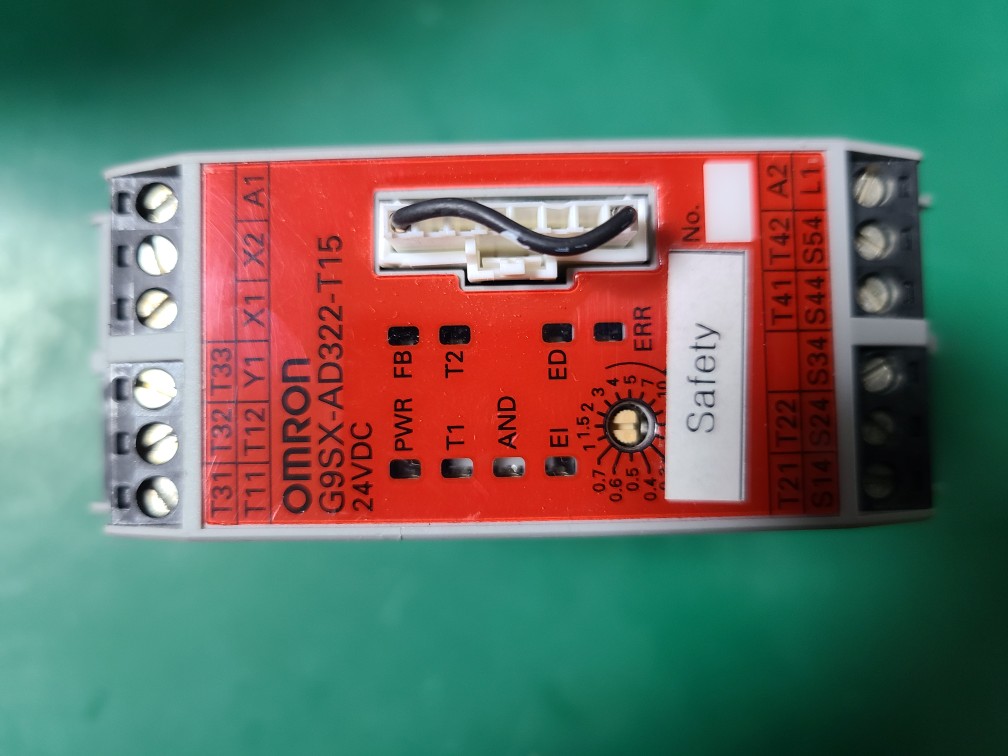 T31 T32 T33
T11 T12 Y1 X1 X2 A1
OMRON
G9SX-AD322-T15
24VDC
PWR FB
T1 T2
AND
EI ED
ERR
0.7 1 1.5 2 3
0.6 4
0.5 5
0.4 7
10
Safety
No.
T21 T22 T41 T42 A2
S14 S24 S34 S44 S54 L1